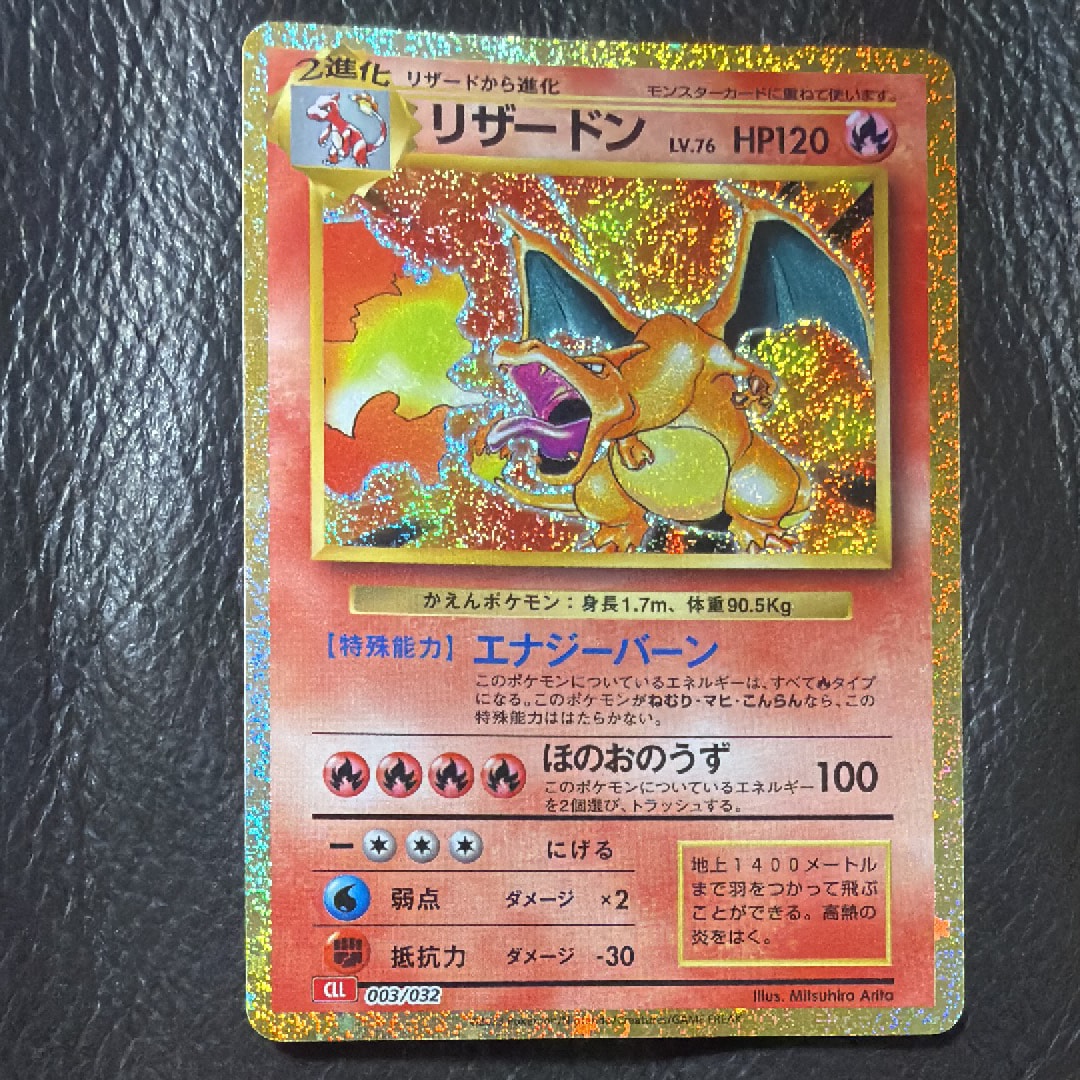 2進化 リザードから進化 モンスターカードに重ねて使います。
リザードン LV.76 HP120
かえんポケモン：身長1.7m、体重90.5Kg
【特殊能力】 エナジーバーン
このポケモンについているエネルギーは、すべて タイプ
になる。このポケモンがねむり・マヒ・こんらんなら、この
特殊能力ははたらかない。
ほのおのうず 100
このポケモンについているエネルギー
を2個選び、トラッシュする。
にげる
弱点 ダメージ ×2
抵抗力 ダメージ -30
地上１４００メートル
まで羽をつかって飛ぶ
ことができる。高熱の
炎をはく。
CLL 003/032 Illus. Mitsuhiro Arita
/GAME FREAK